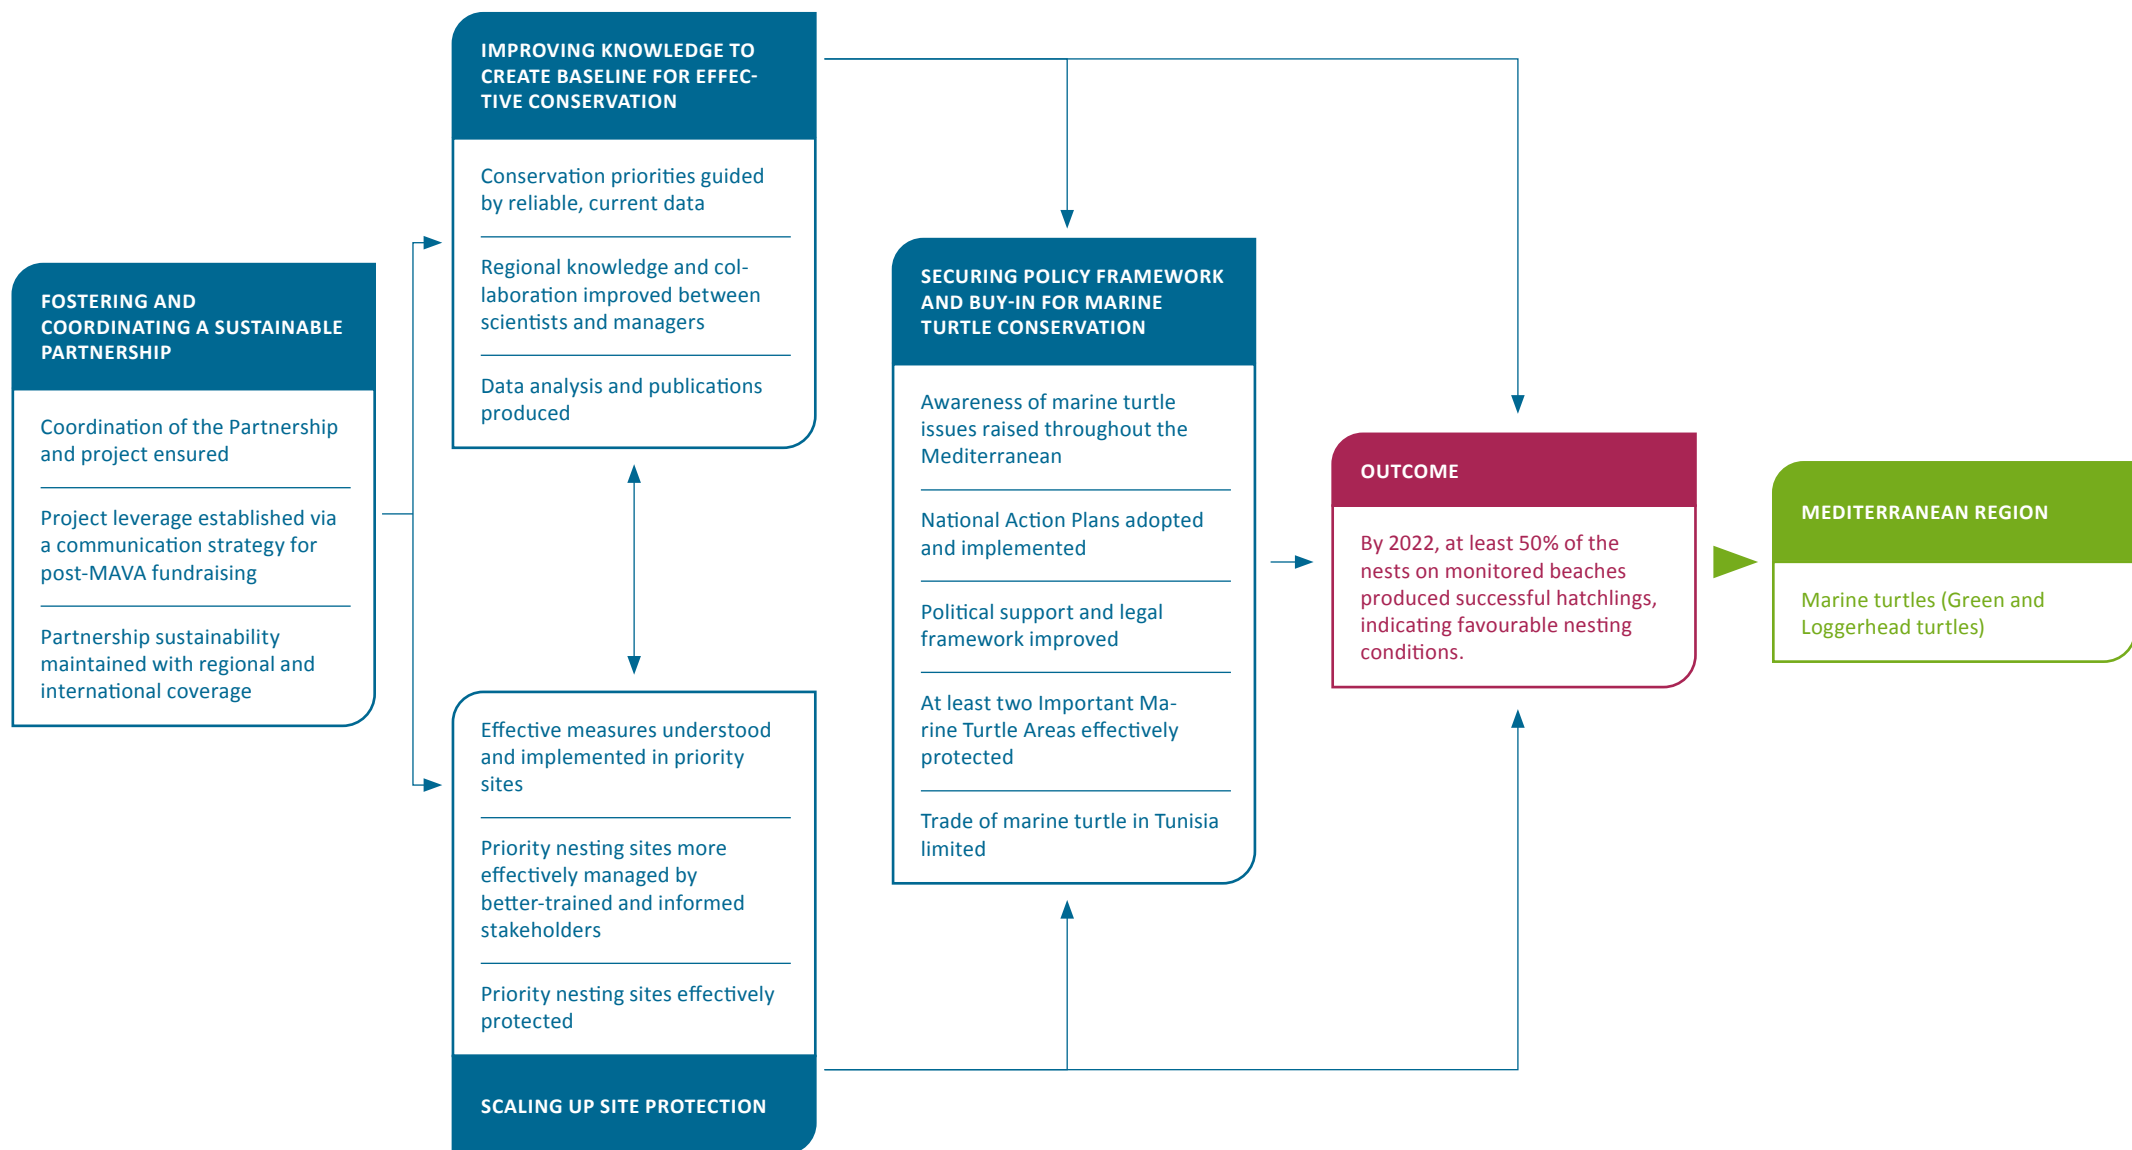 FOSTERING AND
COORDINATING A SUSTAINABLE
PARTNERSHIP
Coordination of the Partnership
and project ensured
Project leverage established via
a communication strategy for
post-MAVA fundraising
Partnership sustainability
maintained with regional and
international coverage
IMPROVING KNOWLEDGE TO
CREATE BASELINE FOR EFFEC-
TIVE CONSERVATION
Conservation priorities guided
by reliable, current data
Regional knowledge and col-
laboration improved between
scientists and managers
Data analysis and publications
produced
Effective measures understood
and implemented in priority
sites
Priority nesting sites more
effectively managed by
better-trained and informed
stakeholders
Priority nesting sites effectively
protected
SCALING UP SITE PROTECTION
SECURING POLICY FRAMEWORK
AND BUY-IN FOR MARINE
TURTLE CONSERVATION
Awareness of marine turtle
issues raised throughout the
Mediterranean
National Action Plans adopted
and implemented
Political support and legal
framework improved
At least two Important Ma-
rine Turtle Areas effectively
protected
Trade of marine turtle in Tunisia
limited
OUTCOME
By 2022, at least 50% of the
nests on monitored beaches
produced successful hatchlings,
indicating favourable nesting
conditions.
MEDITERRANEAN REGION
Marine turtles (Green and
Loggerhead turtles)